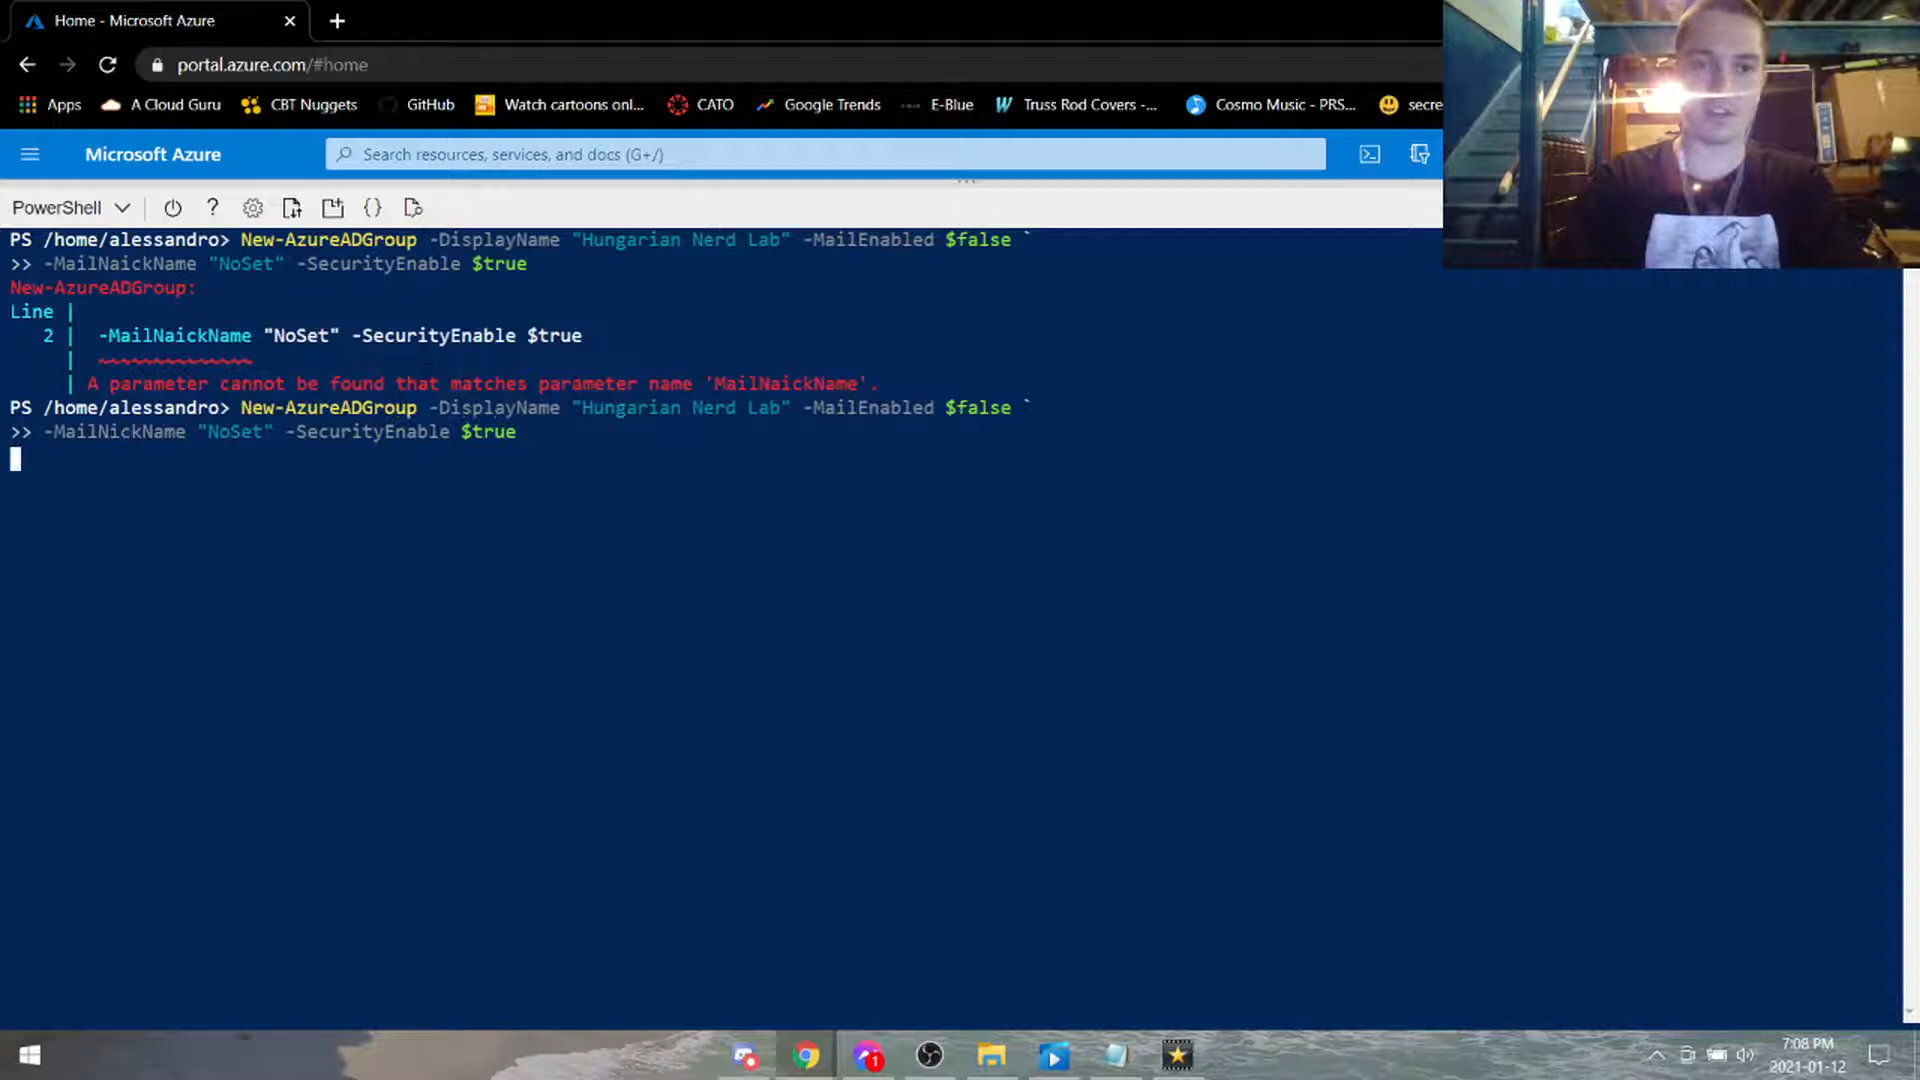 Home - Microsoft Azure
portal.azure.com/#home
Apps A Cloud Guru CBT Nuggets GitHub Watch cartoons onl... CATO Google Trends E-Blue Truss Rod Covers -... Cosmo Music - PRS... secre
Microsoft Azure Search resources, services, and docs (G+/)
PowerShell
PS /home/alessandro> New-AzureADGroup -DisplayName "Hungarian Nerd Lab" -MailEnabled $false `
>> -MailNaickName "NoSet" -SecurityEnable $true
New-AzureADGroup:
Line |
2 | -MailNaickName "NoSet" -SecurityEnable $true
| ~~~~~~~~~~~~~~
| A parameter cannot be found that matches parameter name 'MailNaickName'.
PS /home/alessandro> New-AzureADGroup -DisplayName "Hungarian Nerd Lab" -MailEnabled $false `
>> -MailNickName "NoSet" -SecurityEnable $true
1
7:08 PM
2021-01-12